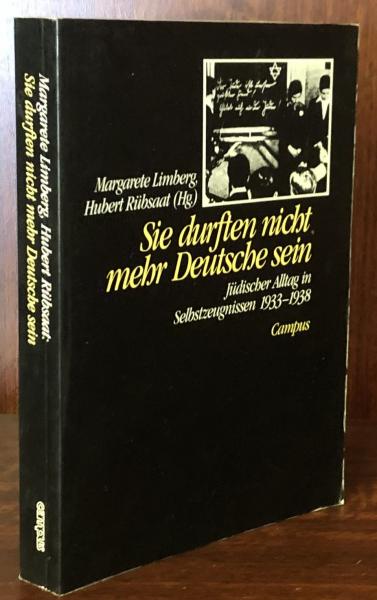 Margarete Limberg, Hubert Rübsaat:
Sie durften nicht mehr Deutsche sein
campus
Margarete Limberg,
Hubert Rübsaat (Hg)
Sie durften nicht
mehr Deutsche sein
Jüdischer Alltag in
Selbstzeugnissen 1933–1938
Campus